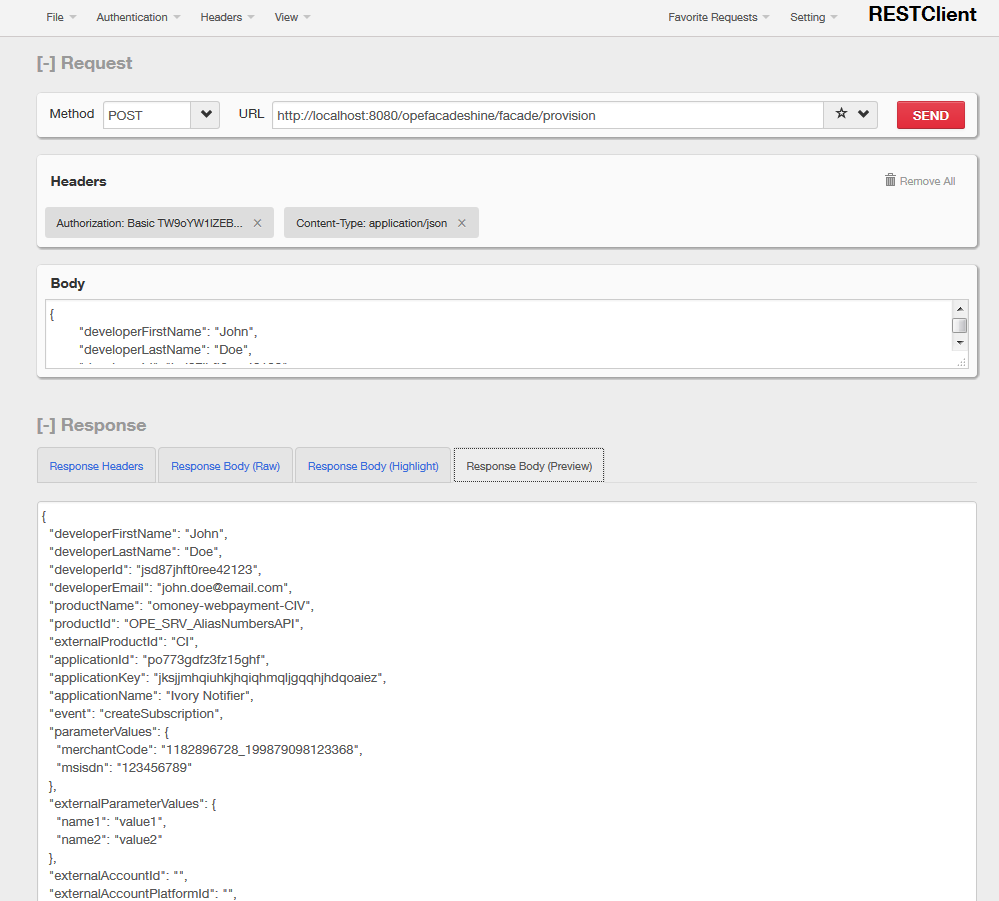 File Authentication Headers View Favorite Requests Setting RESTClient
[-] Request
Method POST URL http://localhost:8080/opefacadeshine/facade/provision SEND
Headers Remove All
Authorization: Basic TW9oYW1lZEB... × Content-Type: application/json ×
Body
{
"developerFirstName": "John",
"developerLastName": "Doe",
[-] Response
Response Headers Response Body (Raw) Response Body (Highlight) Response Body (Preview)
{
"developerFirstName": "John",
"developerLastName": "Doe",
"developerId": "jsd87jhft0ree42123",
"developerEmail": "john.doe@email.com",
"productName": "omoney-webpayment-CIV",
"productId": "OPE_SRV_AliasNumbersAPI",
"externalProductId": "CI",
"applicationId": "po773gdfz3fz15ghf",
"applicationKey": "jksjjmhqiuhkjhqiqhmqljgqqhjhdqoaiez",
"applicationName": "Ivory Notifier",
"event": "createSubscription",
"parameterValues": {
"merchantCode": "1182896728_199879098123368",
"msisdn": "123456789"
},
"externalParameterValues": {
"name1": "value1",
"name2": "value2"
},
"externalAccountId": "",
"externalAccountPlatformId": "",